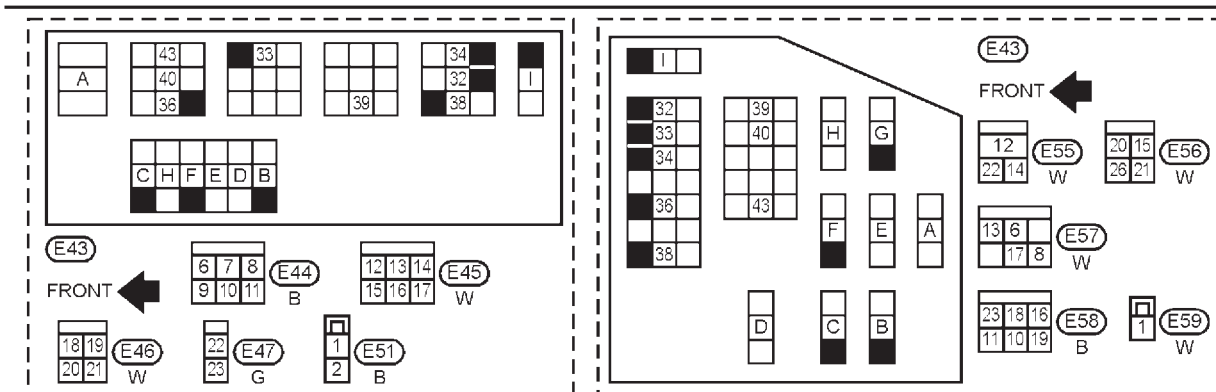 A
43
40
36
33
39
34
32
38
I
C H F E D B
E43
FRONT
6 7 8
9 10 11
E44
B
12 13 14
15 16 17
E45
W
18 19
20 21
E46
W
22
23
E47
G
1
2
E51
B
I
32
33
34
36
38
39
40
43
H
G
F
E
A
D
C
B
E43
FRONT
12
22 14
E55
W
20 15
26 21
E56
W
13 6
17 8
E57
W
23 18 16
11 10 19
E58
B
1
E59
W